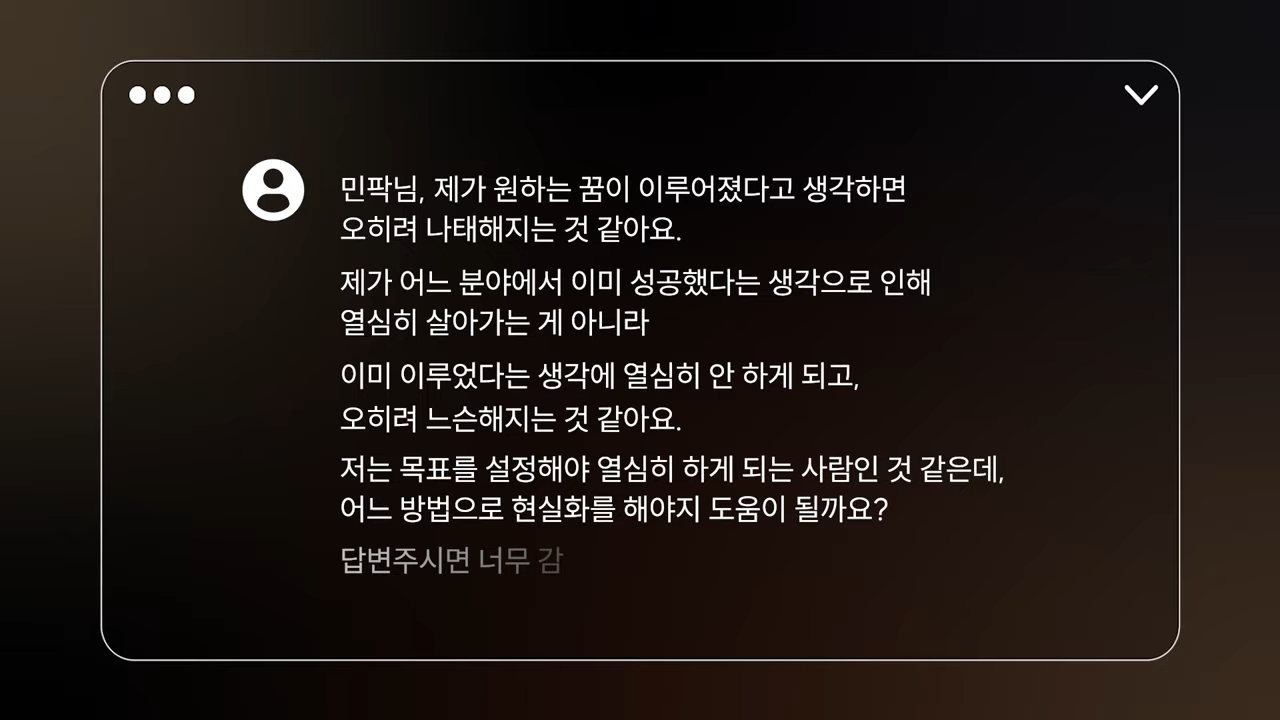 민팍님, 제가 원하는 꿈이 이루어졌다고 생각하면
오히려 나태해지는 것 같아요.
제가 어느 분야에서 이미 성공했다는 생각으로 인해
열심히 살아가는 게 아니라
이미 이루었다는 생각에 열심히 안 하게 되고,
오히려 느슨해지는 것 같아요.
저는 목표를 설정해야 열심히 하게 되는 사람인 것 같은데,
어느 방법으로 현실화를 해야지 도움이 될까요?
답변주시면 너무 감